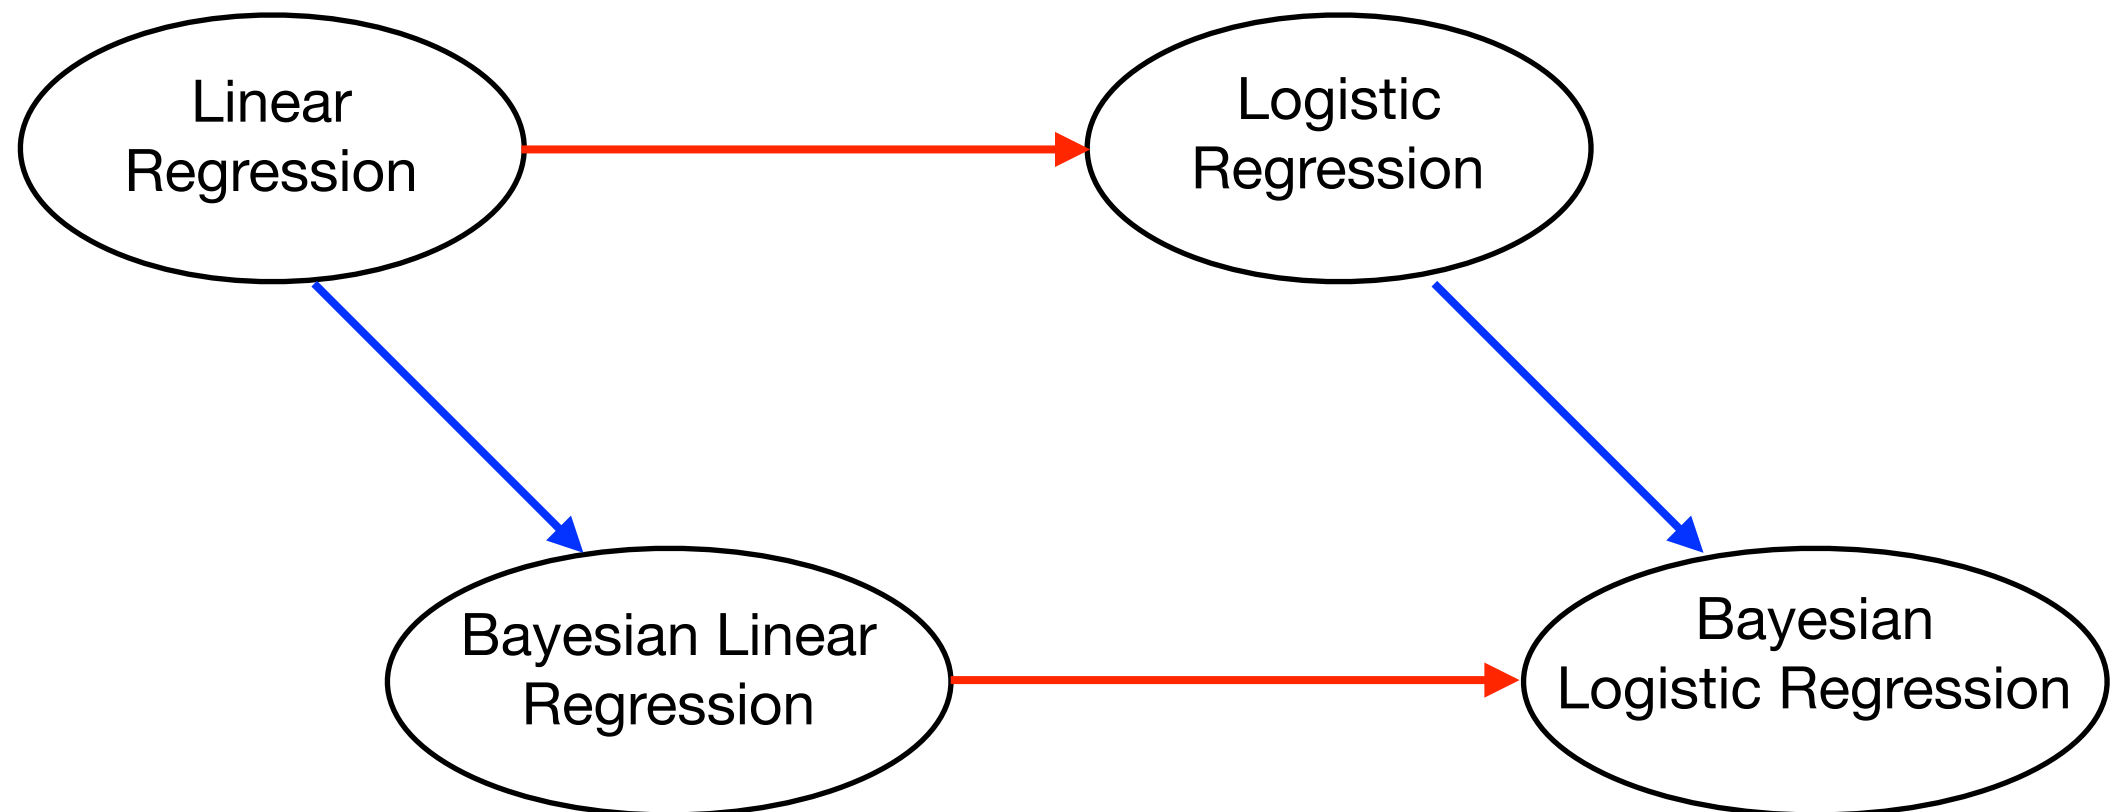 Linear
Regression
Logistic
Regression
Bayesian Linear
Regression
Bayesian
Logistic Regression